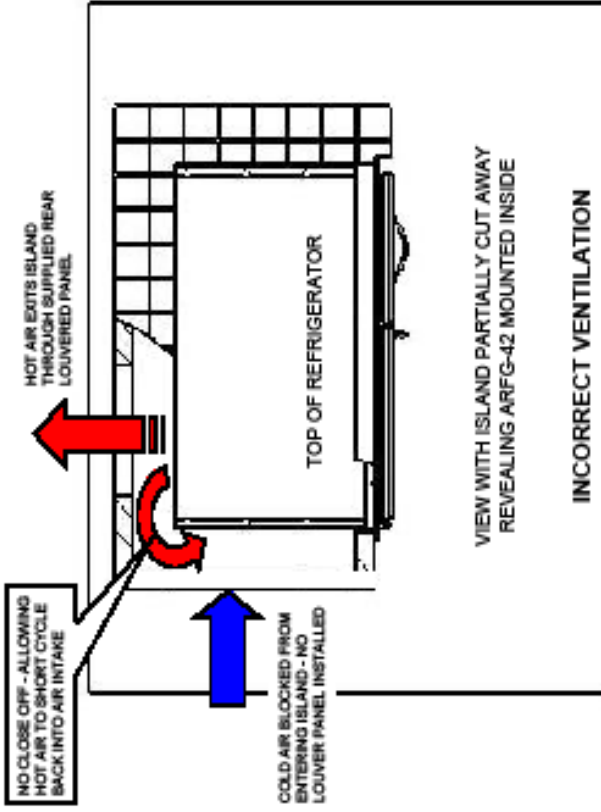 HOT AIR EXITS ISLAND
THROUGH SUPPLIED REAR
LOUVERED PANEL
NO CLOSE OFF - ALLOWING
HOT AIR TO SHORT CYCLE
BACK INTO AIR INTAKE
TOP OF REFRIGERATOR
COLD AIR BLOCKED FROM
ENTERING ISLAND - NO
LOUVER PANEL INSTALLED
VIEW WITH ISLAND PARTIALLY CUT AWAY
REVEALING ARFG-42 MOUNTED INSIDE
INCORRECT VENTILATION